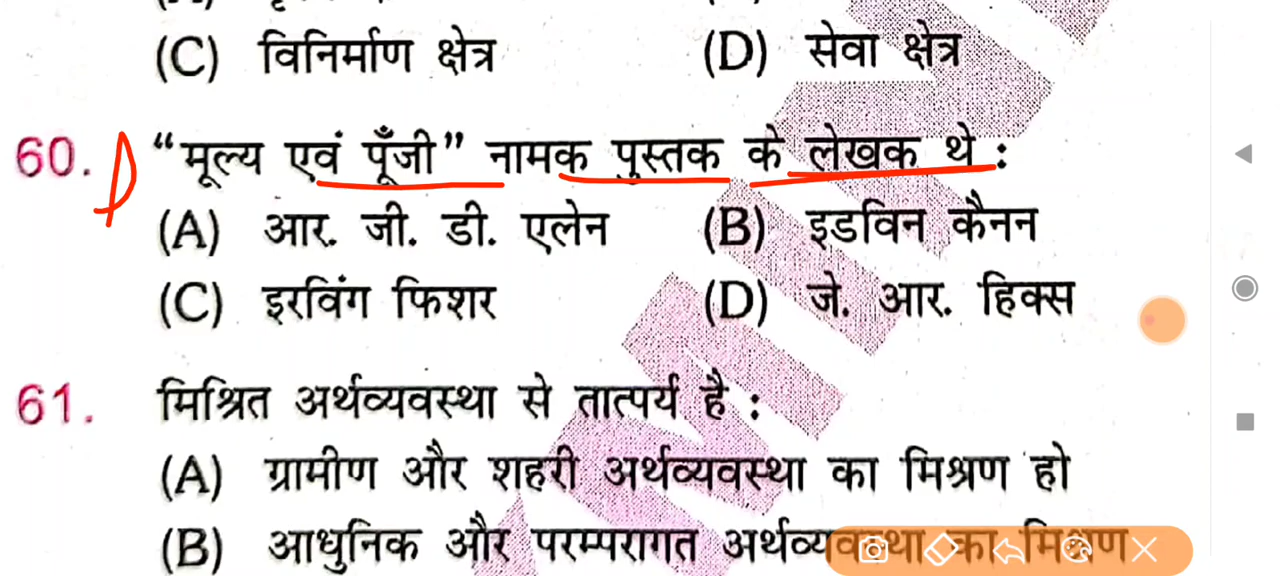 (C) विनिर्माण क्षेत्र (D) सेवा क्षेत्र
60. D "मूल्य एवं पूँजी" नामक पुस्तक के लेखक थे :
(A) आर. जी. डी. एलेन (B) इडविन कैनन
(C) इरविंग फिशर (D) जे. आर. हिक्स
61. मिश्रित अर्थव्यवस्था से तात्पर्य है :
(A) ग्रामीण और शहरी अर्थव्यवस्था का मिश्रण हो
(B) आधुनिक और परम्परागत अर्थव्यवस्था का मिश्रण